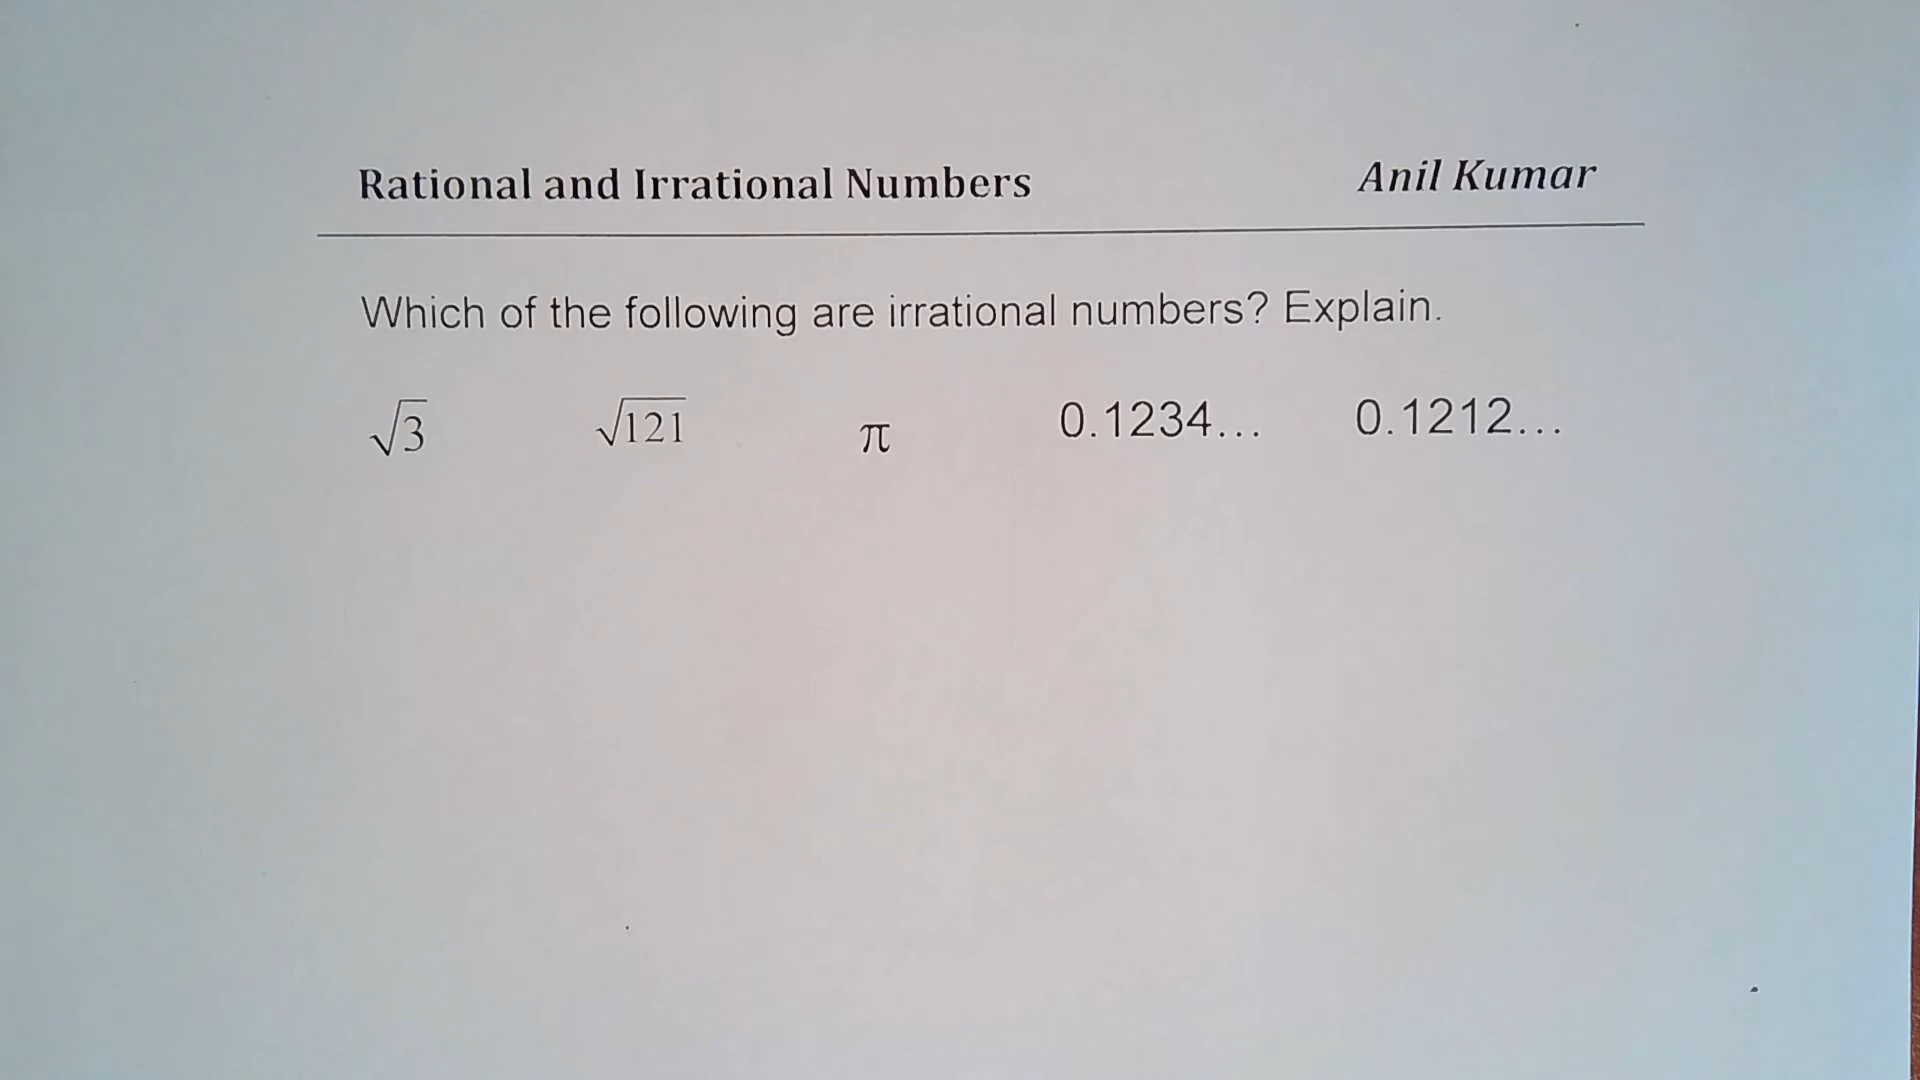 Rational and Irrational Numbers Anil Kumar
Which of the following are irrational numbers? Explain.
√3 √121 π 0.1234... 0.1212...